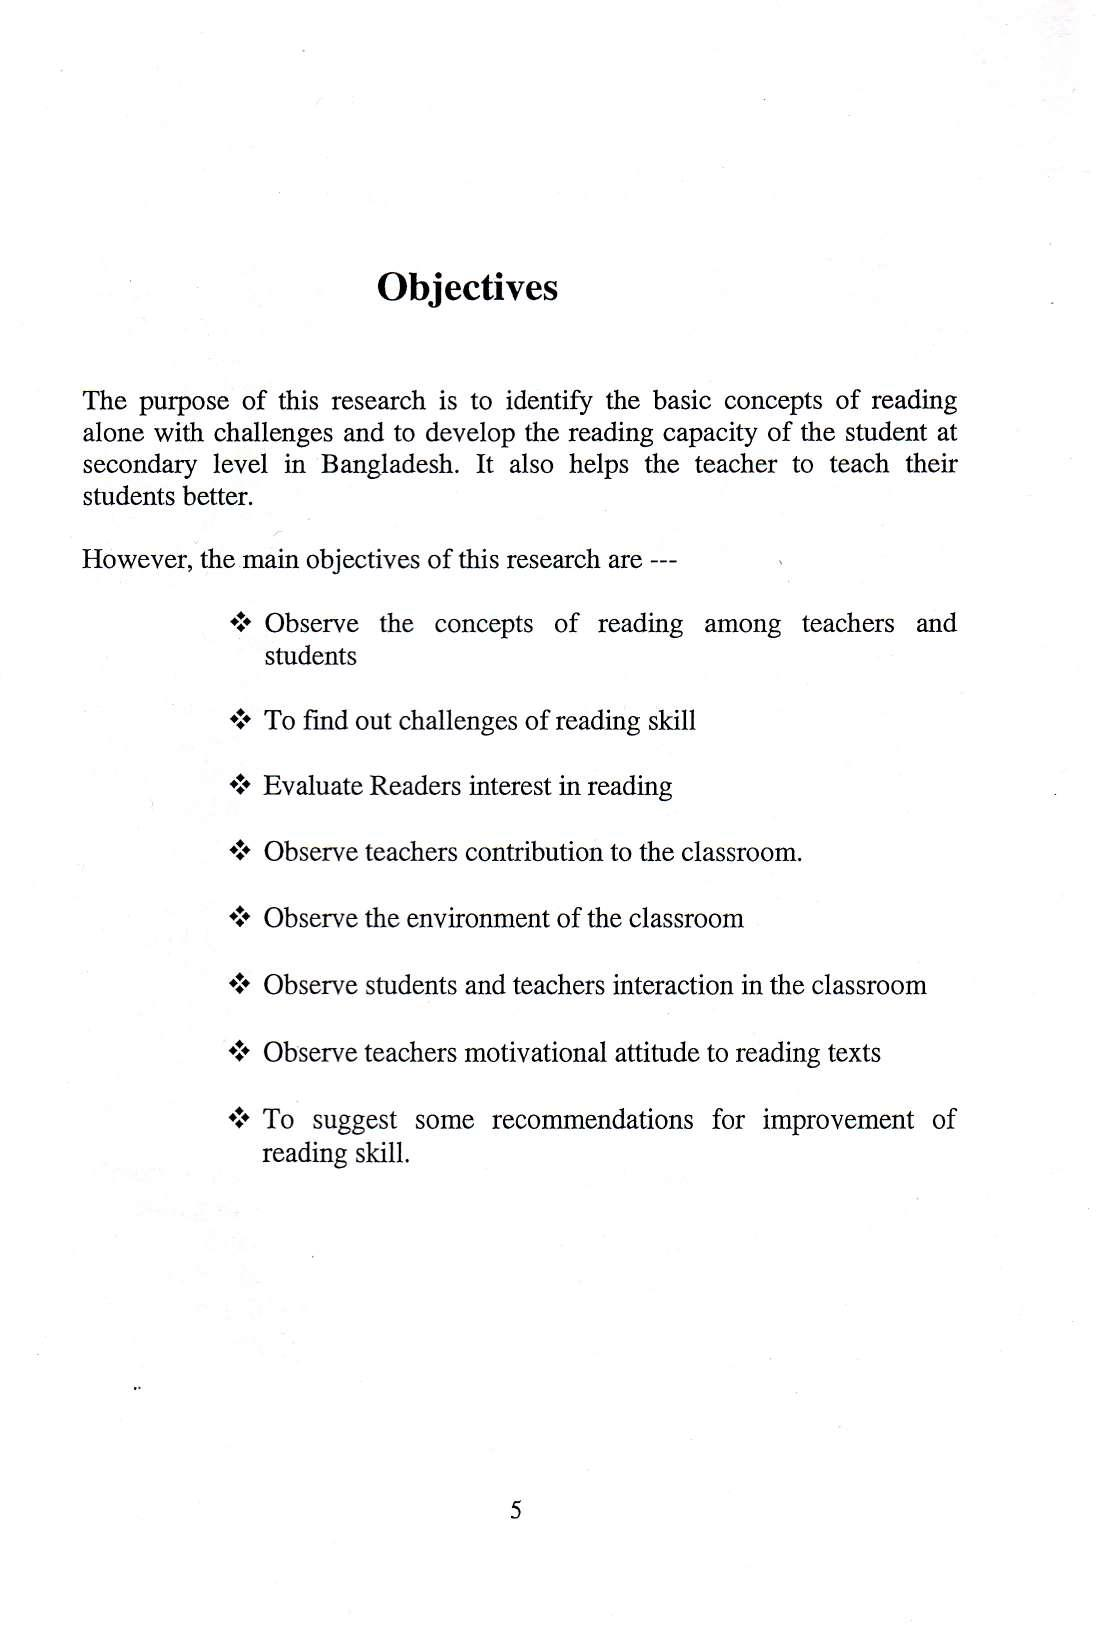 Objectives
The purpose of this research is to identify the basic concepts of reading
alone with challenges and to develop the reading capacity of the student at
secondary level in Bangladesh. It also helps the teacher to teach their
students better.
However, the main objectives of this research are ---
❖ Observe the concepts of reading among teachers and
students
❖ To find out challenges of reading skill
❖ Evaluate Readers interest in reading
❖ Observe teachers contribution to the classroom.
❖ Observe the environment of the classroom
❖ Observe students and teachers interaction in the classroom
❖ Observe teachers motivational attitude to reading texts
❖ To suggest some recommendations for improvement of
reading skill.
5